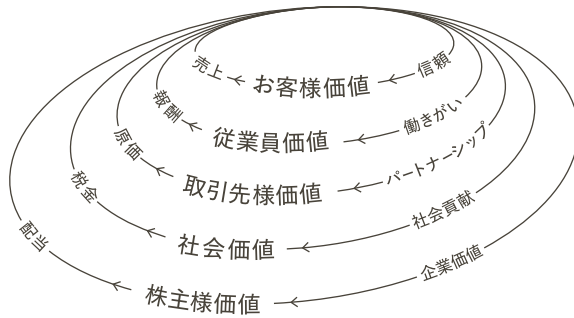 売上 お客様価値 信頼
報酬 従業員価値 働きがい
原価 取引先様価値 パートナーシップ
税金 社会価値 社会貢献
配当 株主様価値 企業価値